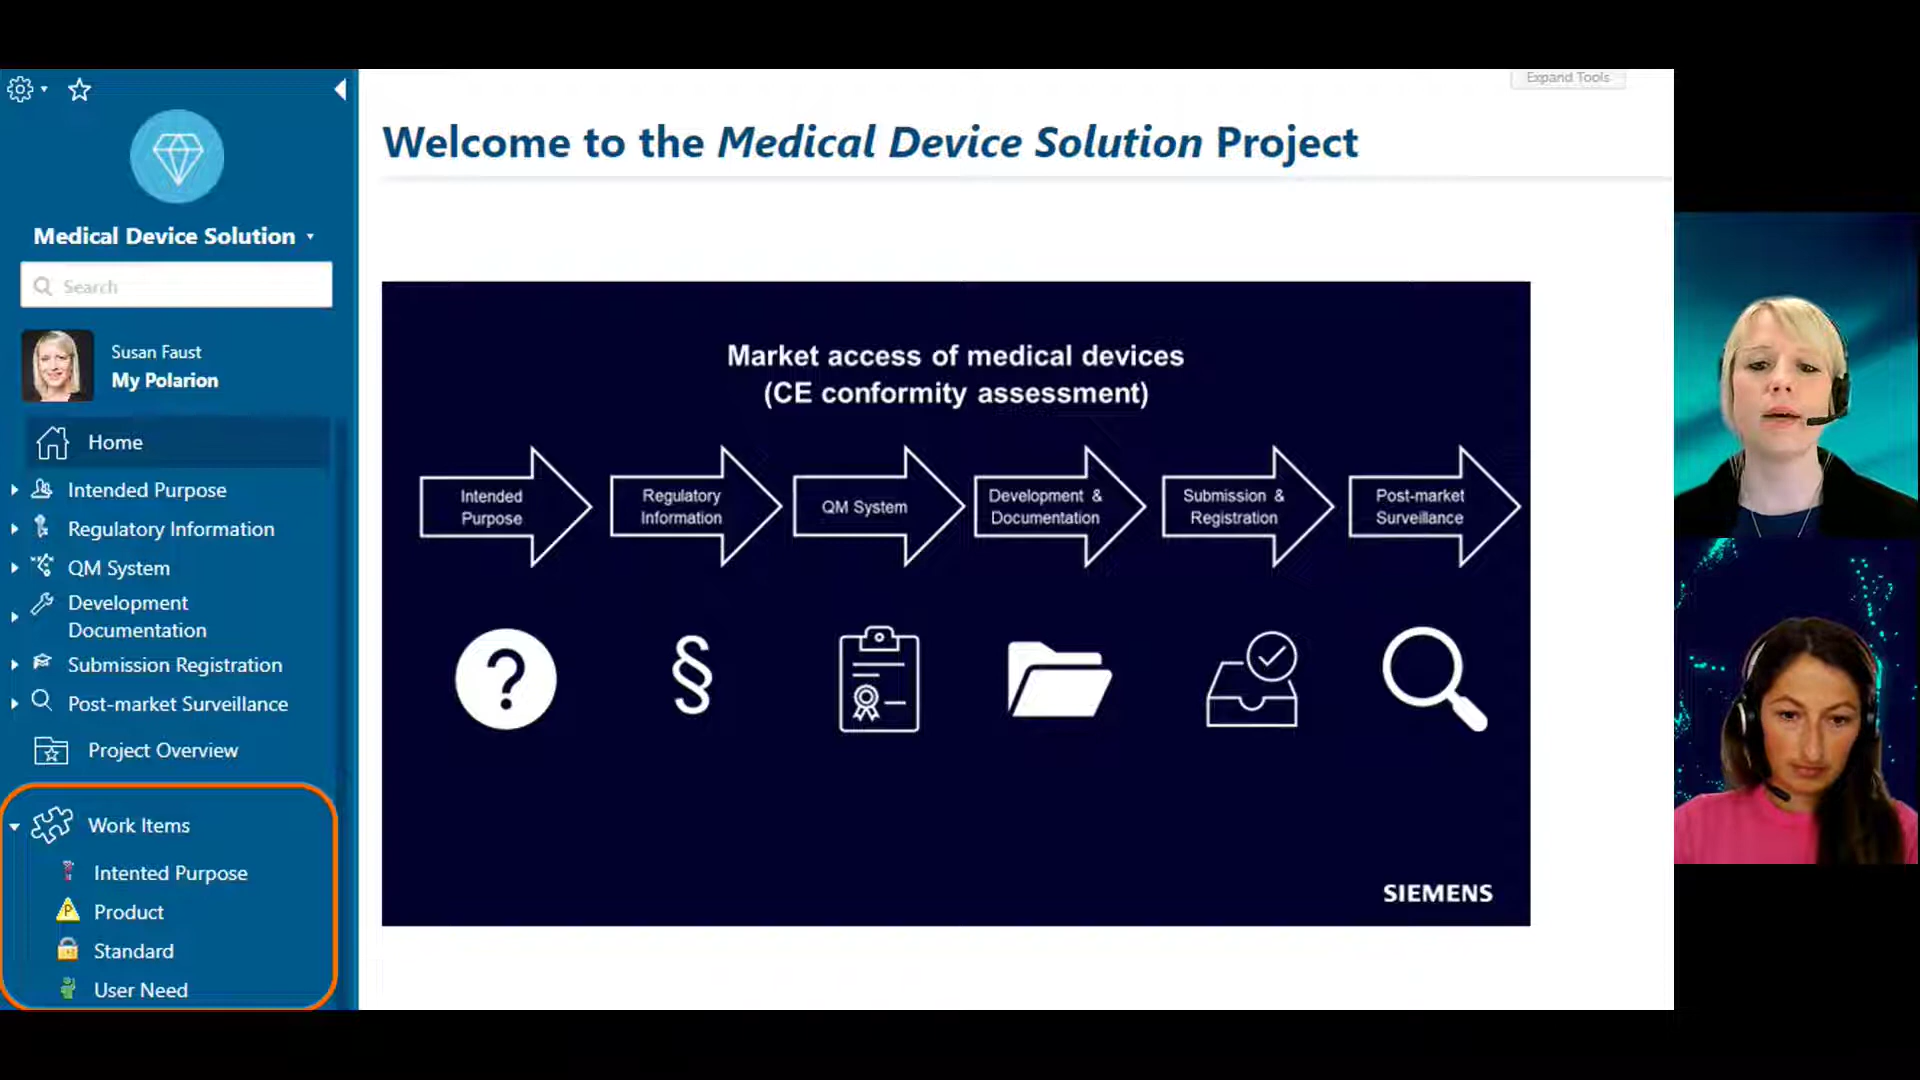 Expand Tools
Welcome to the Medical Device Solution Project
Medical Device Solution
Search
Susan Faust
My Polarion
Home
Intended Purpose
Regulatory Information
QM System
Development
Documentation
Submission Registration
Post-market Surveillance
Project Overview
Work Items
Intented Purpose
Product
Standard
User Need
Market access of medical devices
(CE conformity assessment)
Intended
Purpose
Regulatory
Information
QM System
Development &
Documentation
Submission &
Registration
Post-market
Surveillance
?
§
P
SIEMENS